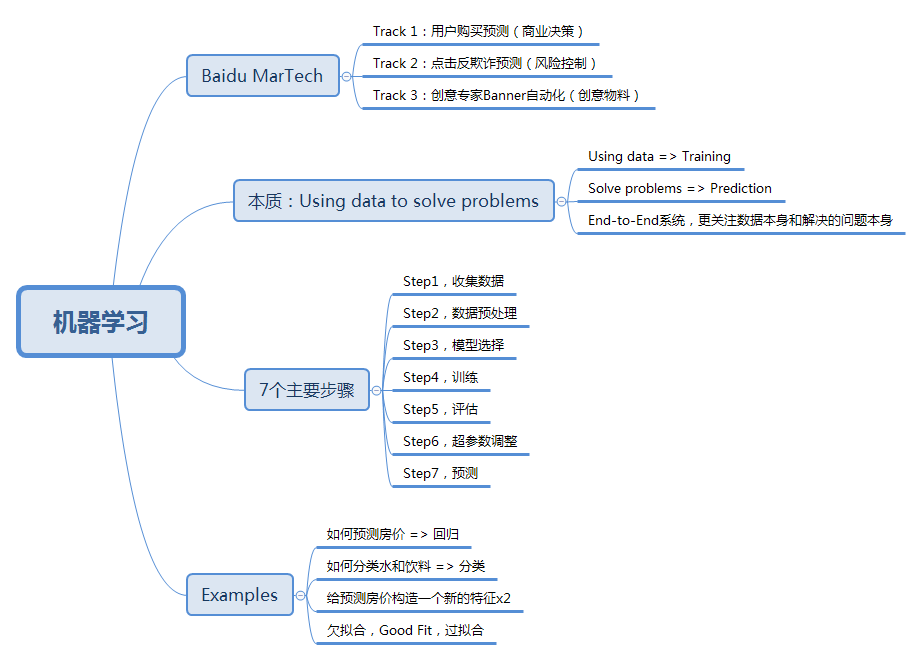 机器学习
Baidu MarTech
Track 1：用户购买预测（商业决策）
Track 2：点击反欺诈预测（风险控制）
Track 3：创意专家Banner自动化（创意物料）
本质：Using data to solve problems
Using data => Training
Solve problems => Prediction
End-to-End系统，更关注数据本身和解决的问题本身
7个主要步骤
Step1，收集数据
Step2，数据预处理
Step3，模型选择
Step4，训练
Step5，评估
Step6，超参数调整
Step7，预测
Examples
如何预测房价 => 回归
如何分类水和饮料 => 分类
给预测房价构造一个新的特征x2
欠拟合，Good Fit，过拟合